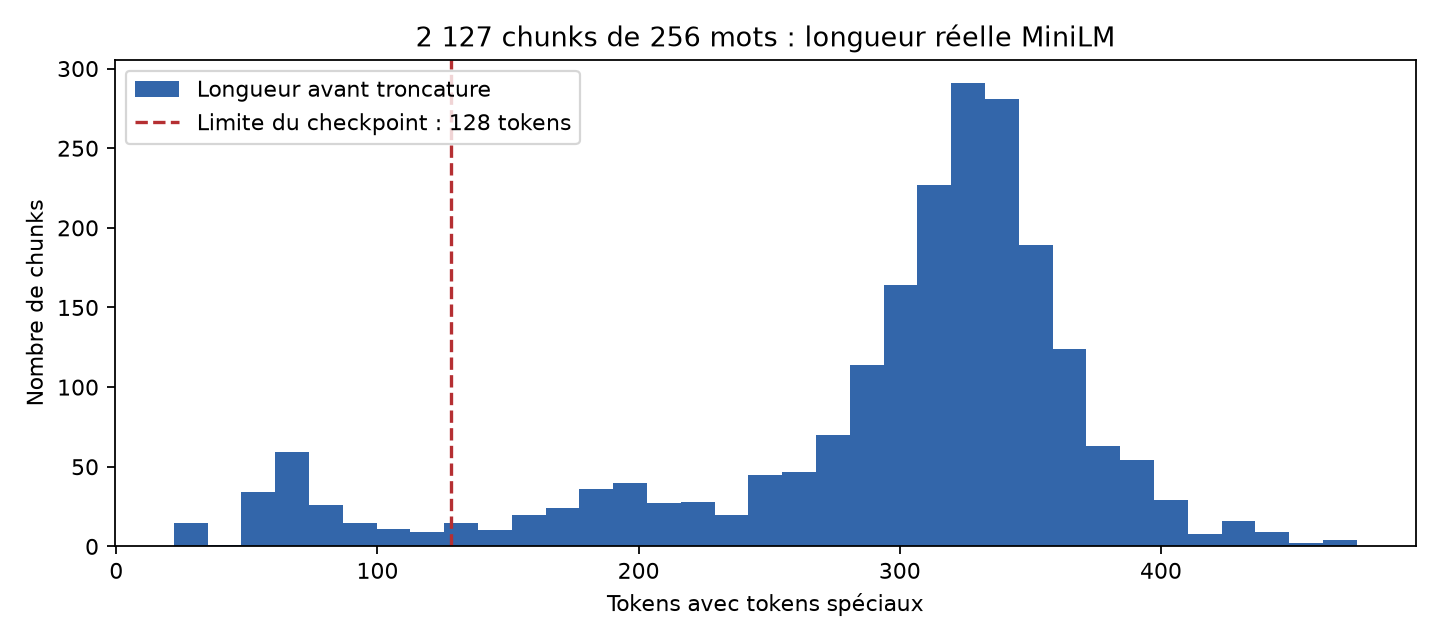 2 127 chunks de 256 mots : longueur réelle MiniLM
Longueur avant troncature
Limite du checkpoint : 128 tokens
Nombre de chunks
300
250
200
150
100
50
0
0 100 200 300 400
Tokens avec tokens spéciaux